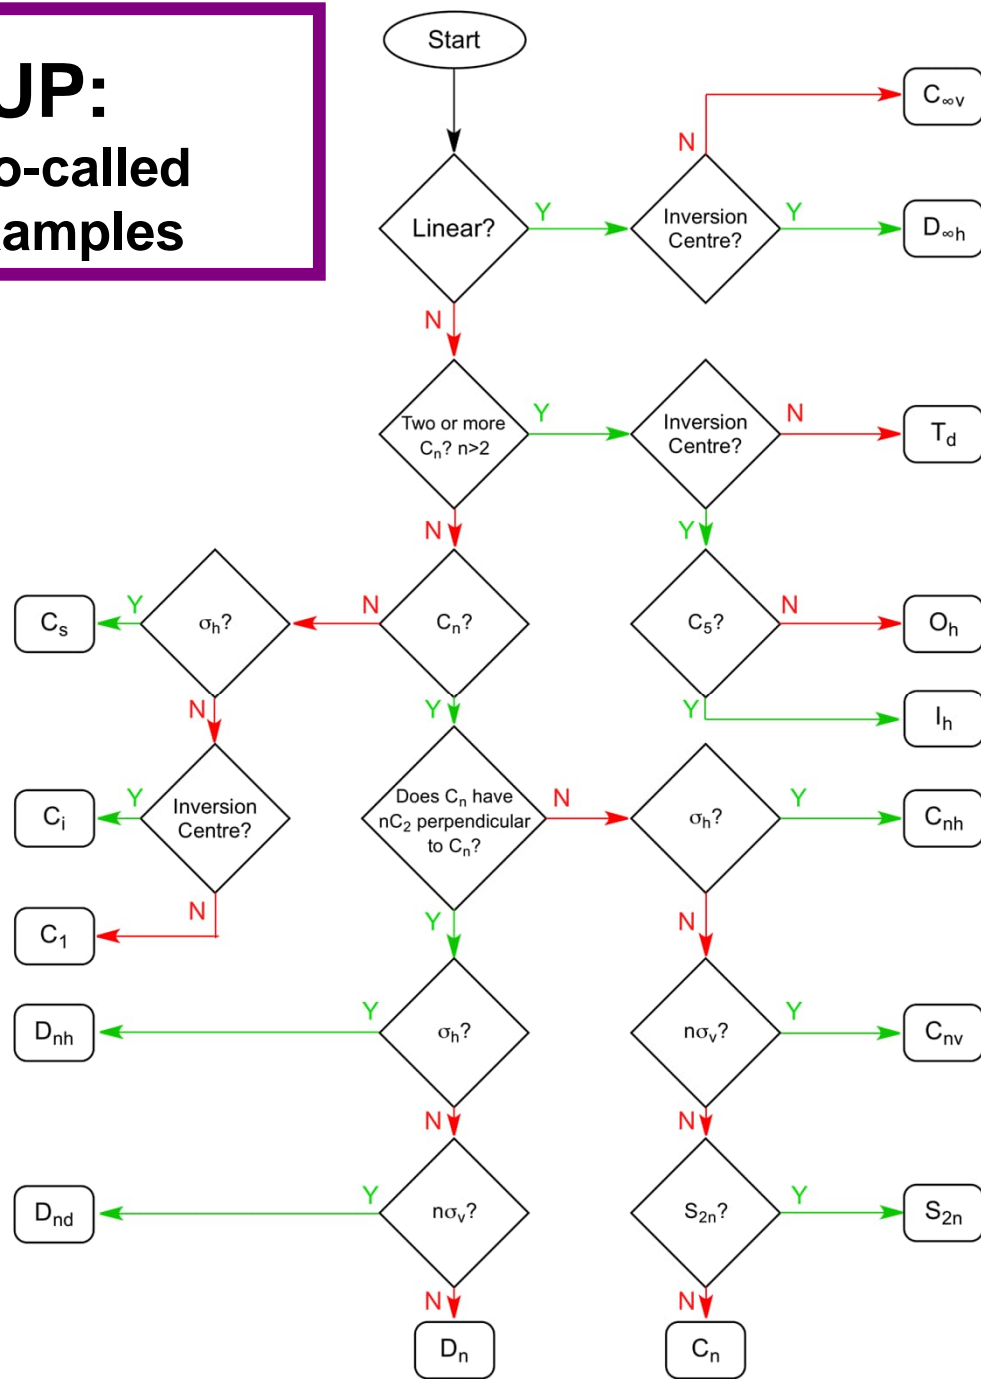 UP:
o-called
amples
Start
Linear?
Y
N
Inversion
Centre?
N
Y
C∞v
D∞h
Two or more
Cn? n>2
Y
N
Inversion
Centre?
N
Y
Td
Cn?
N
Y
σh?
Y
N
Cs
C5?
N
Y
Oh
Ih
Inversion
Centre?
Y
N
Ci
C1
Does Cn have
nC2 perpendicular
to Cn?
N
Y
σh?
Y
N
Cnh
σh?
Y
N
Dnh
nσv?
Y
N
Cnv
nσv?
Y
N
Dnd
S2n?
Y
N
S2n
Dn
Cn